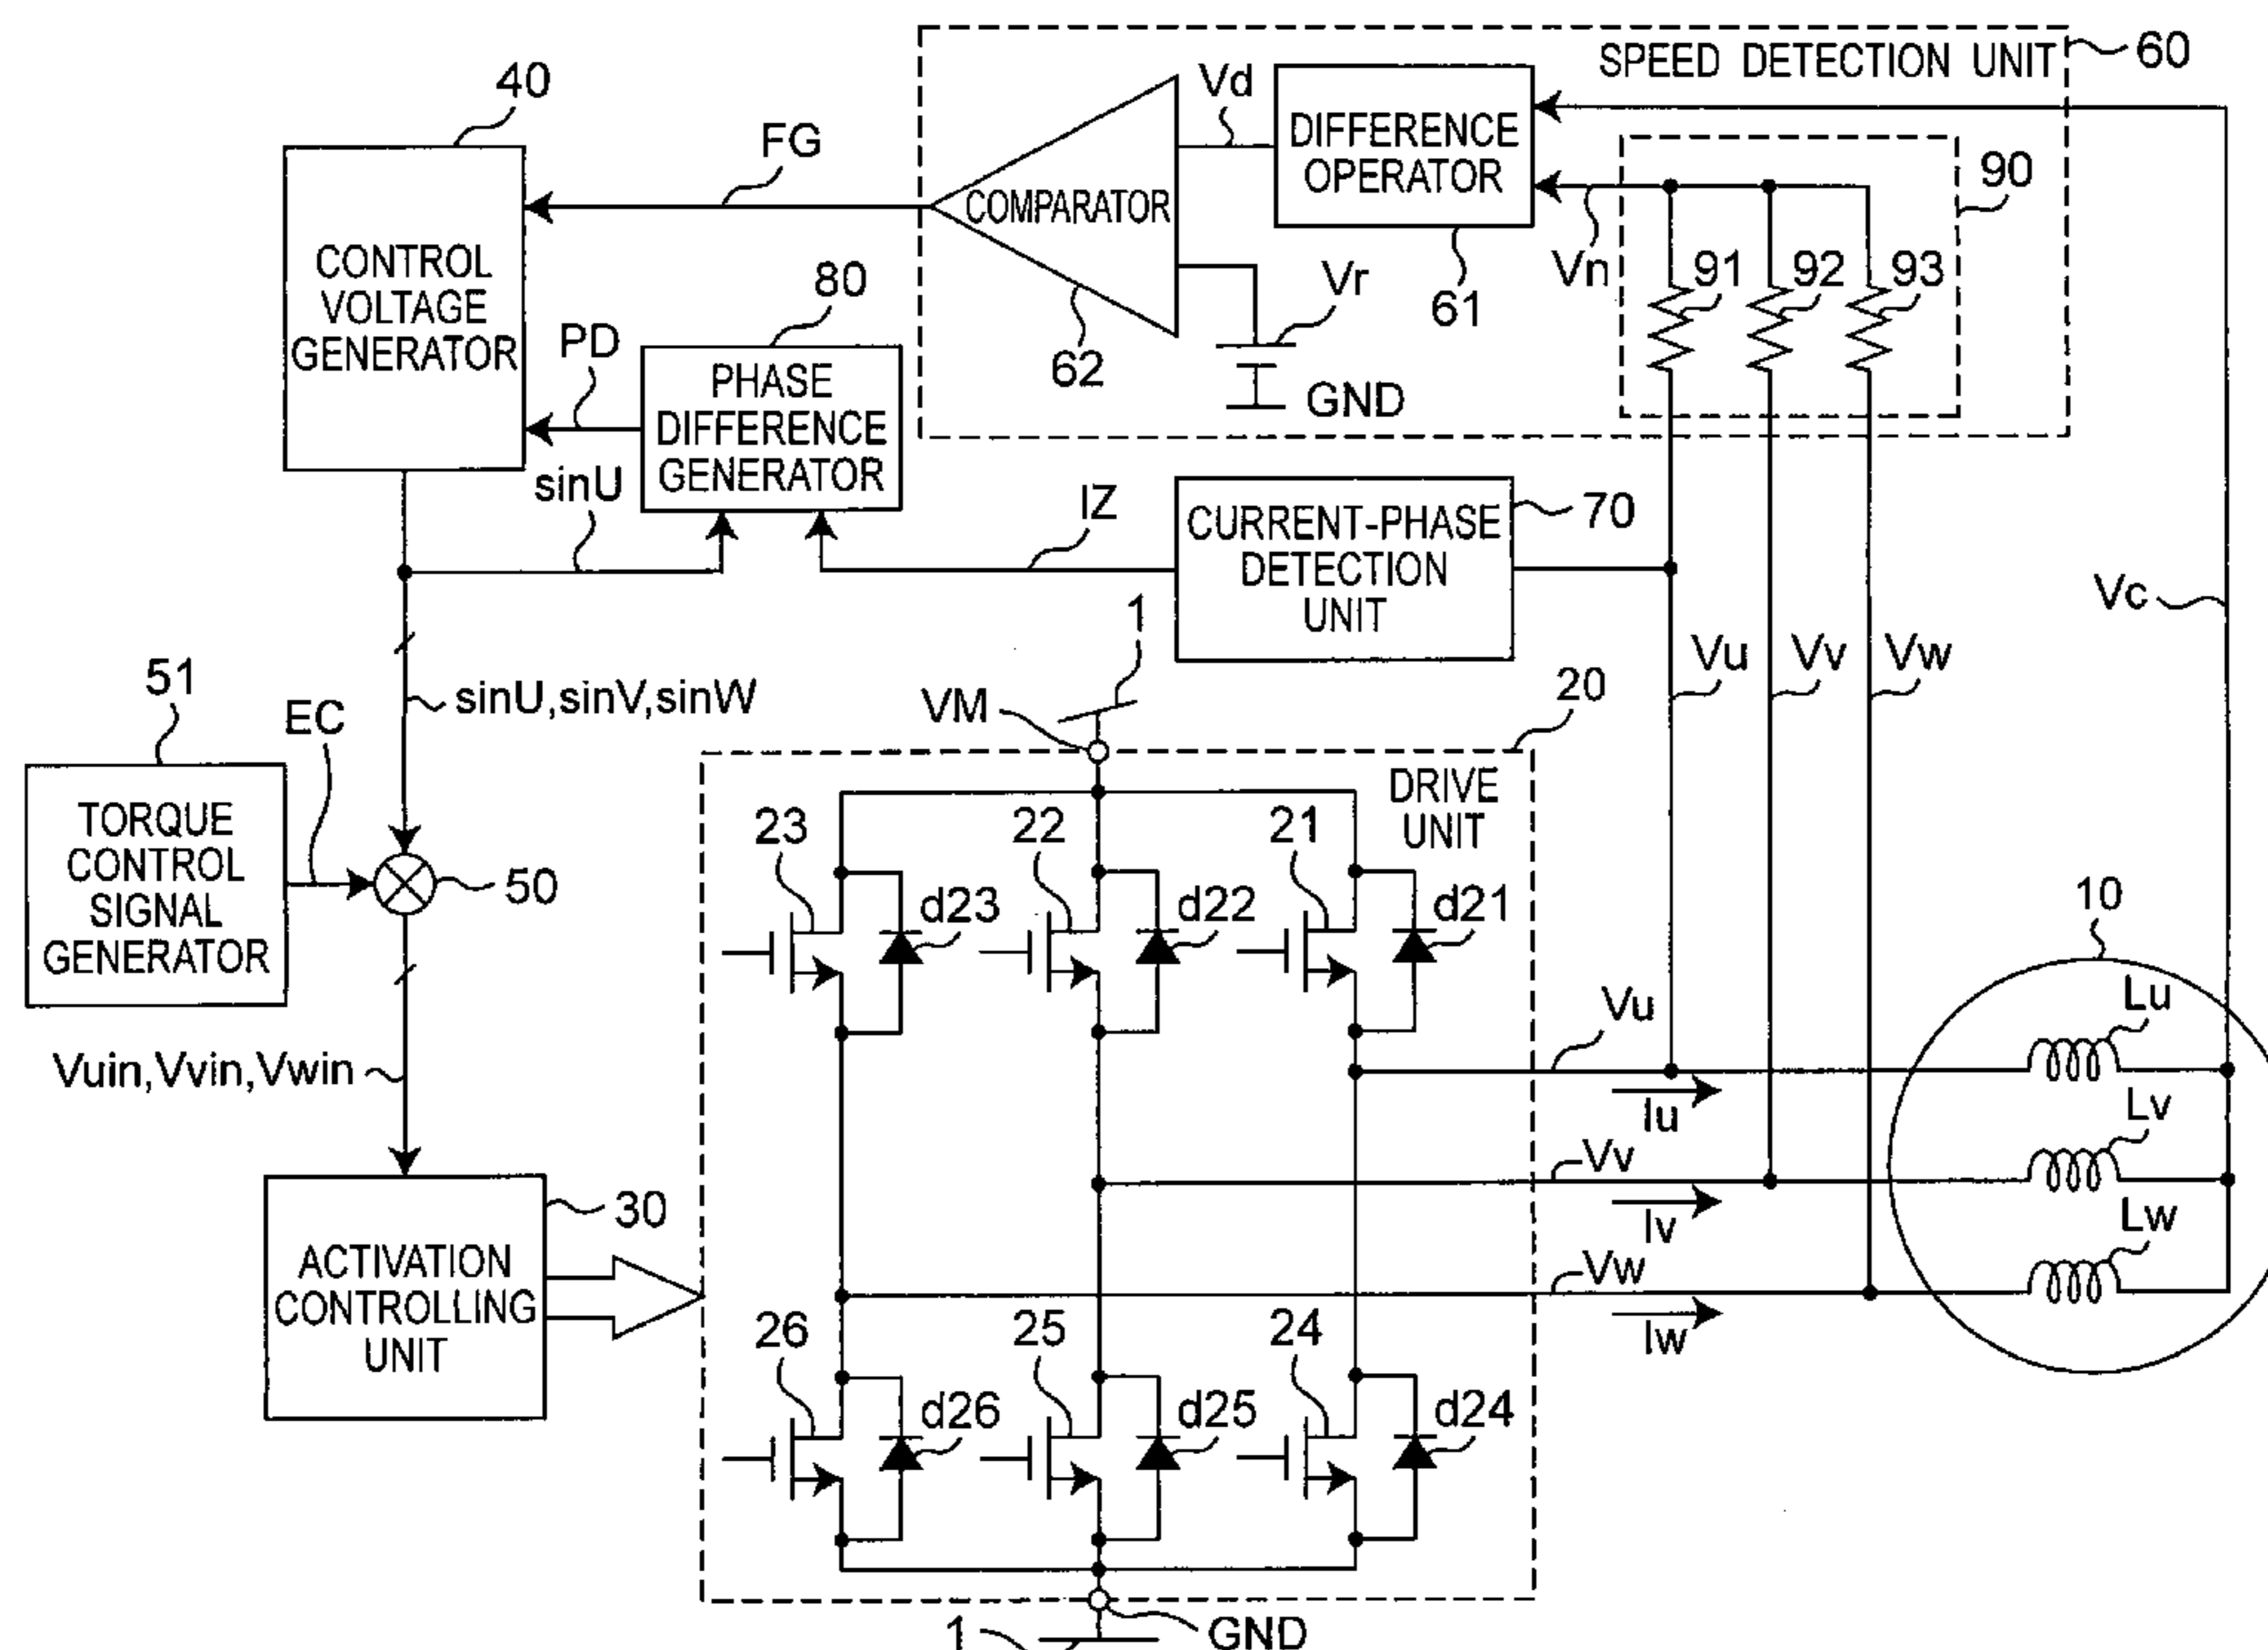 SPEED DETECTION UNIT
60
40
Vd
FG
DIFFERENCE
OPERATOR
COMPARATOR
90
CONTROL
VOLTAGE
GENERATOR
80
Vr
Vn
91
92
93
61
62
PD
PHASE
DIFFERENCE
GENERATOR
GND
sinU
IZ
CURRENT-PHASE
DETECTION
UNIT
70
Vc
1
Vu
Vv
Vw
51
sinU,sinV,sinW
VM
20
EC
TORQUE
CONTROL
SIGNAL
GENERATOR
50
DRIVE
UNIT
23
22
21
d23
d22
d21
10
Lu
Vu
Iu
Vuin,Vvin,Vwin
Lv
Vv
Iv
Lw
Vw
Iw
30
ACTIVATION
CONTROLLING
UNIT
26
25
24
d26
d25
d24
1
GND